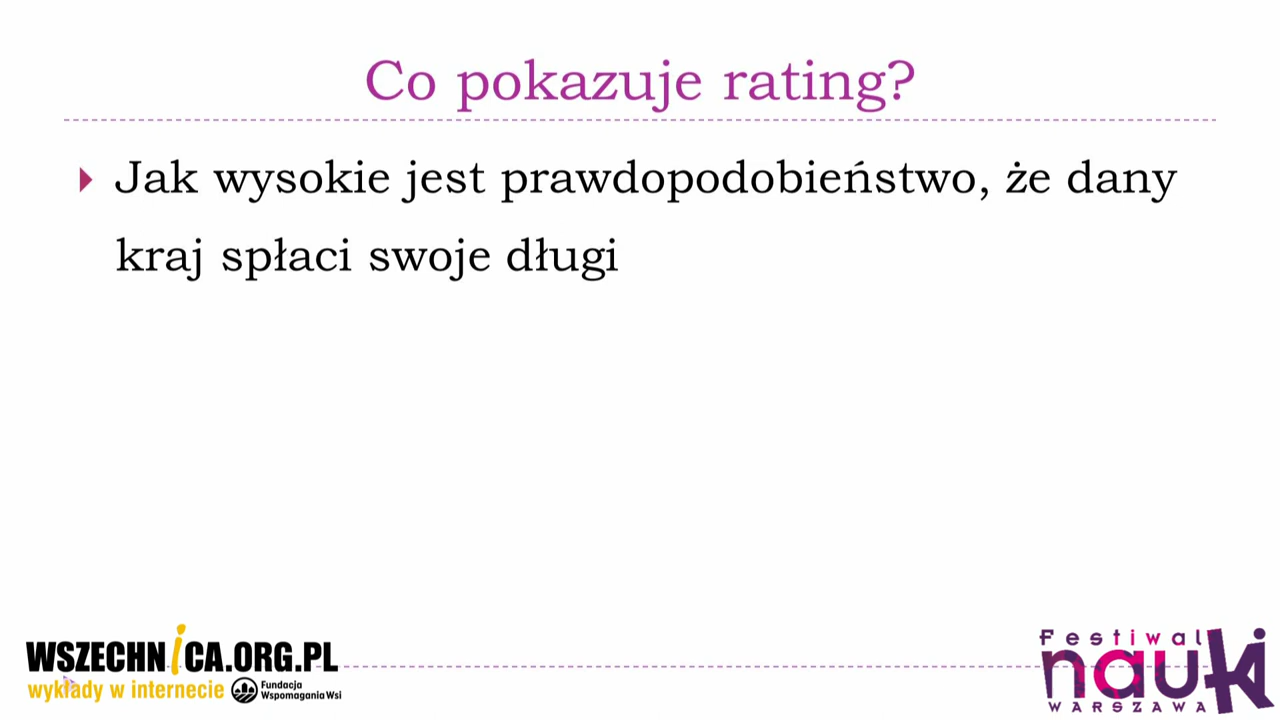 Co pokazuje rating?
Jak wysokie jest prawdopodobieństwo, że dany
kraj spłaci swoje długi
WSZECHNiCA.ORG.PL
wykłady w internecie
Fundacja
Wspomagania Wsi
Festiwal
nauki
WARSZAWA